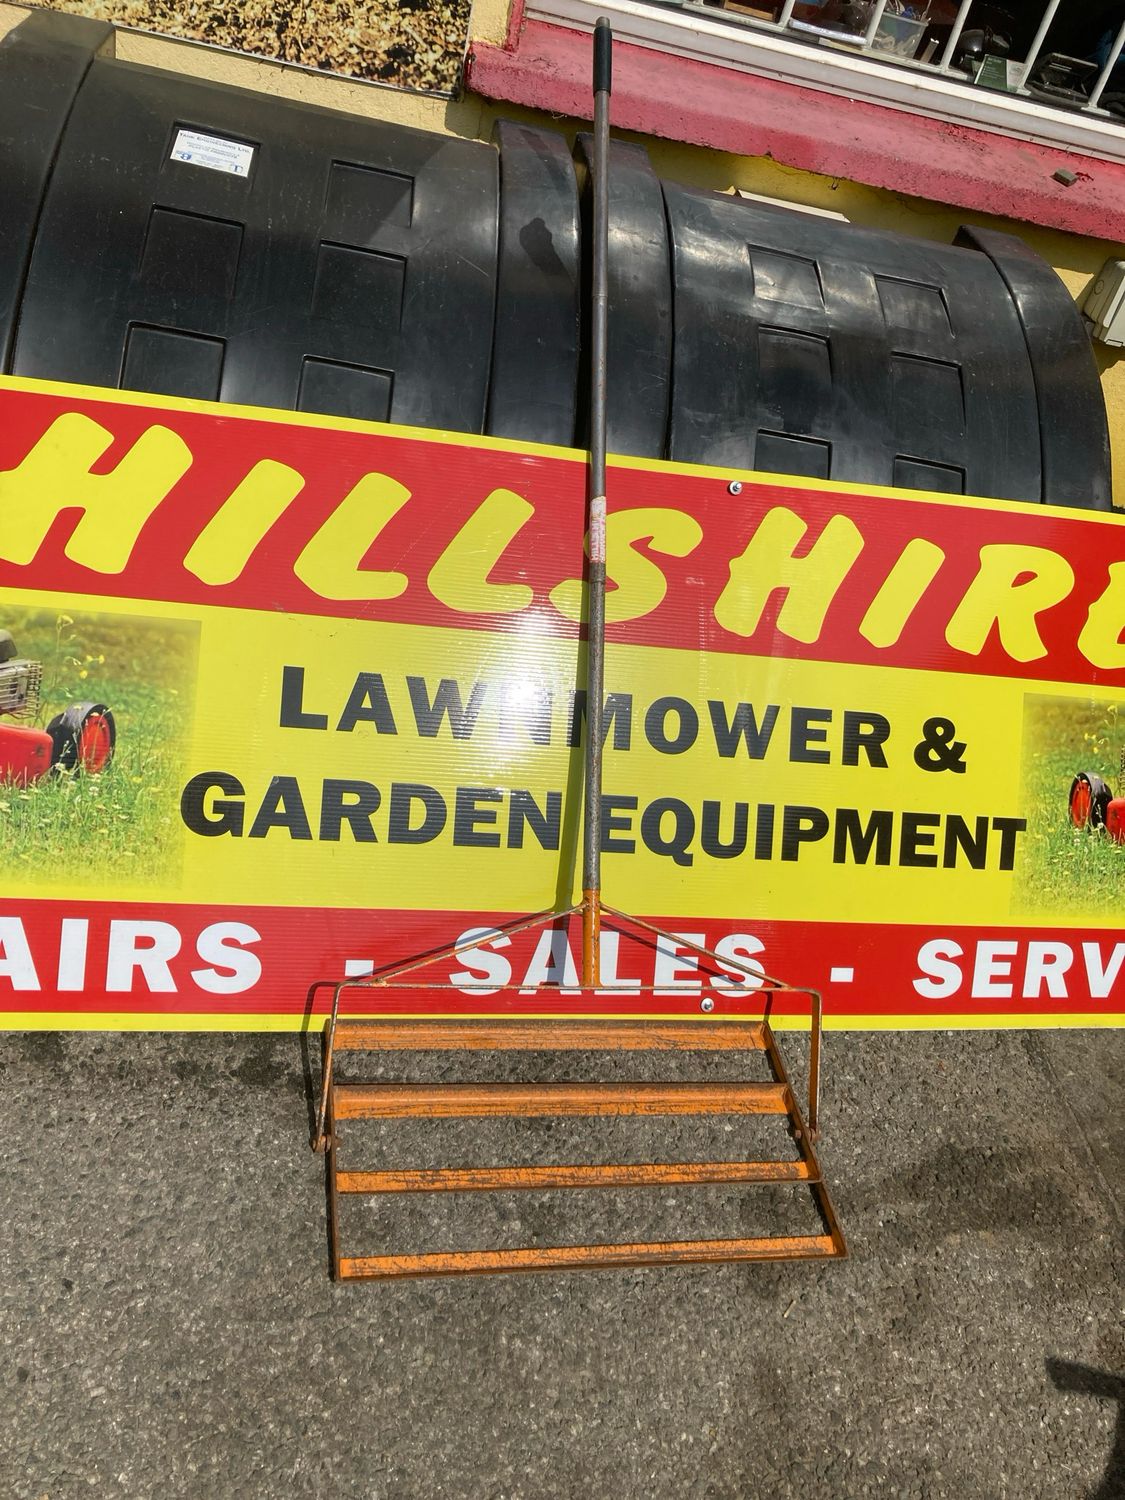 HILLSHIRE
LAWNMOWER &
GARDEN EQUIPMENT
AIRS - SALES - SERV